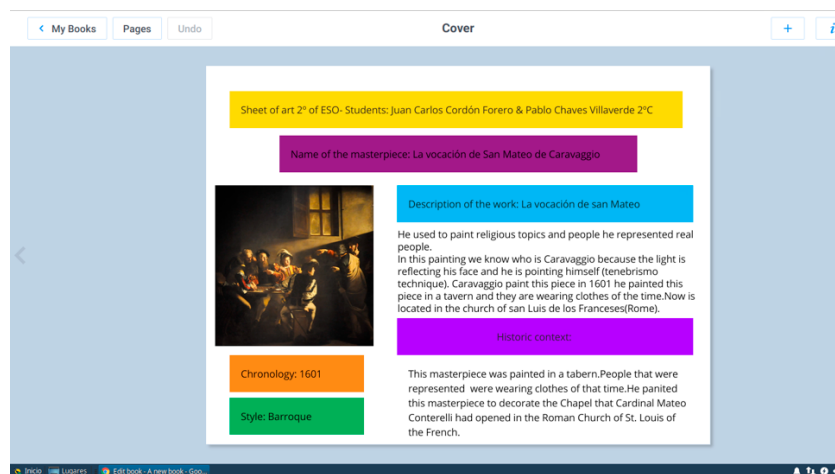 My Books
Pages
Undo
Cover
Sheet of art 2º of ESO- Students: Juan Carlos Cordón Forero & Pablo Chaves Villaverde 2ºC
Name of the masterpiece: La vocación de San Mateo de Caravaggio
Description of the work: La vocación de san Mateo
He used to paint religious topics and people he represented real
people.
In this painting we know who is Caravaggio because the light is
reflecting his face and he is pointing himself (tenebrismo
technique). Caravaggio paint this piece in 1601 he painted this
piece in a tavern and they are wearing clothes of the time.Now is
located in the church of san Luis de los Franceses(Rome).
Historic context:
Chronology: 1601
Style: Barroque
This masterpiece was painted in a tabern.People that were
represented were wearing clothes of that time.He panited
this masterpiece to decorate the Chapel that Cardinal Mateo
Conterelli had opened in the Roman Church of St. Louis of
the French.
Inicio
Lugares
Edit book - A new book - Goo...